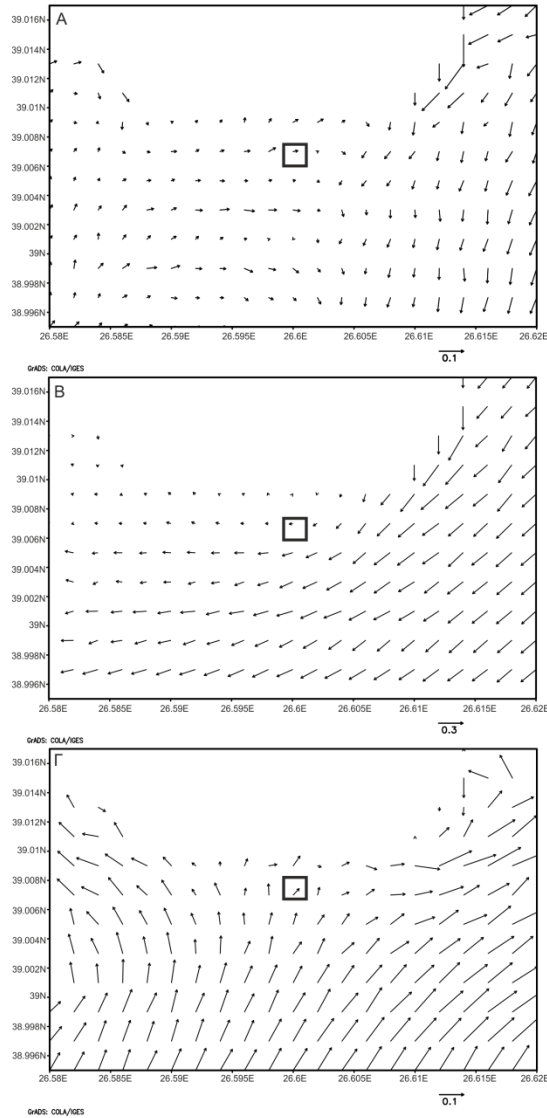 A
39.016N
39.014N
39.012N
39.01N
39.008N
39.006N
39.004N
39.002N
39N
38.998N
38.996N
26.58E 26.585E 26.59E 26.595E 26.6E 26.605E 26.61E 26.615E 26.62E
0.1
GrADS: COLA/IGES
B
39.016N
39.014N
39.012N
39.01N
39.008N
39.006N
39.004N
39.002N
39N
38.998N
38.996N
26.58E 26.585E 26.59E 26.595E 26.6E 26.605E 26.61E 26.615E 26.62E
0.3
GrADS: COLA/IGES
Γ
39.016N
39.014N
39.012N
39.01N
39.008N
39.006N
39.004N
39.002N
39N
38.998N
38.996N
26.58E 26.585E 26.59E 26.595E 26.6E 26.605E 26.61E 26.615E 26.62E
0.1
GrADS: COLA/IGES